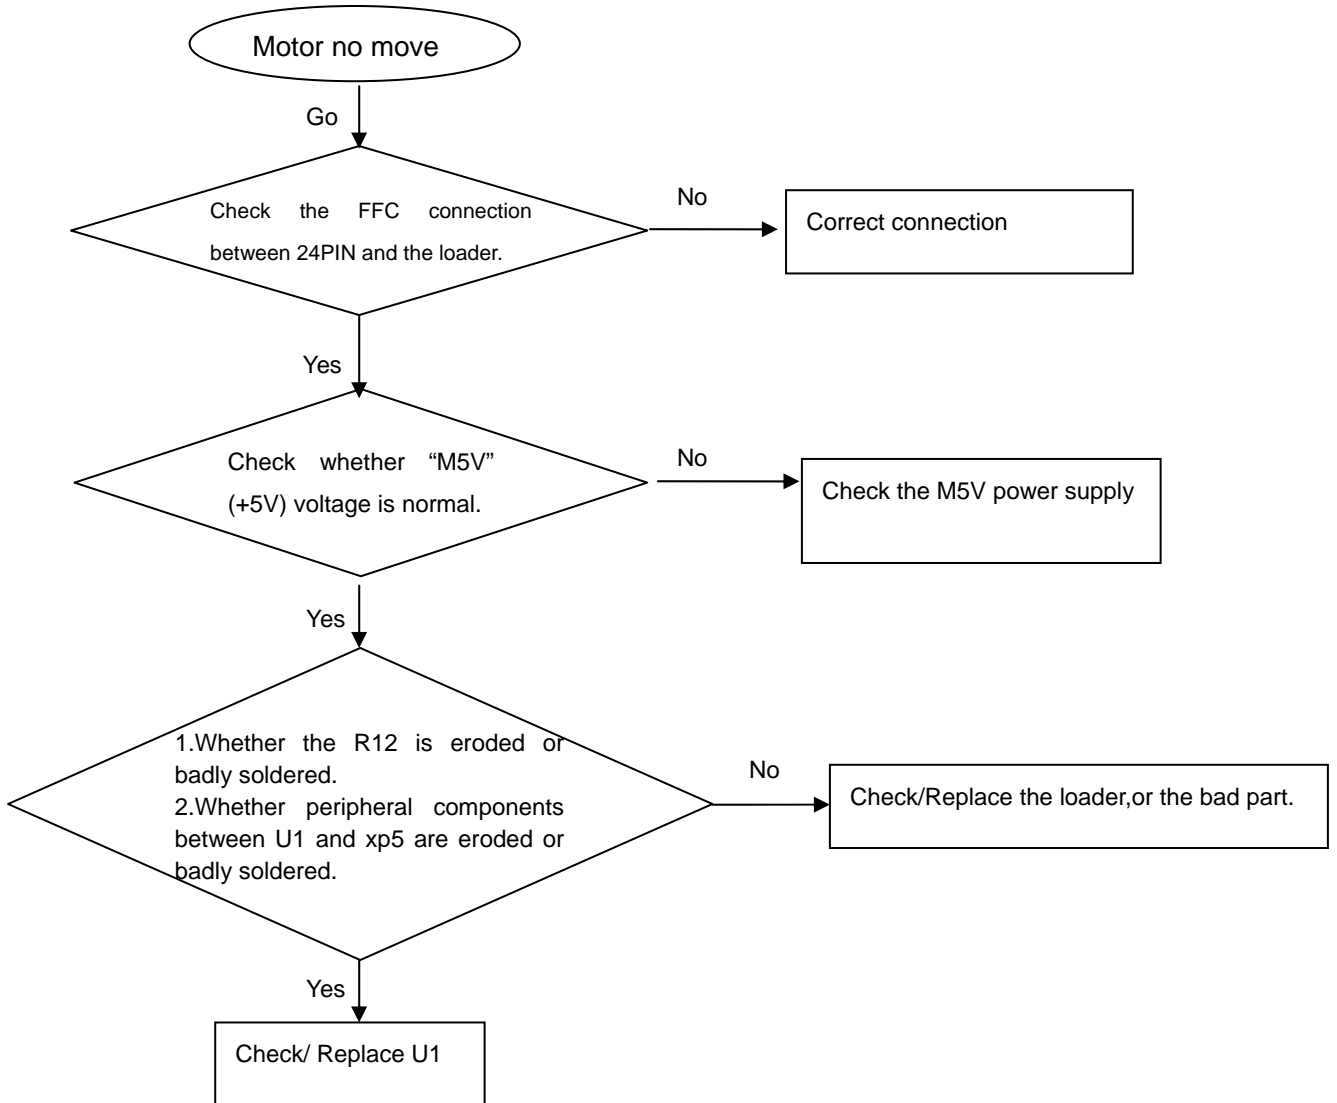 Motor no move
Go
Check the FFC connection
between 24PIN and the loader.
No
Correct connection
Yes
Check whether “M5V”
(+5V) voltage is normal.
No
Check the M5V power supply
Yes
1.Whether the R12 is eroded or
badly soldered.
2.Whether peripheral components
between U1 and xp5 are eroded or
badly soldered.
No
Check/Replace the loader,or the bad part.
Yes
Check/ Replace U1